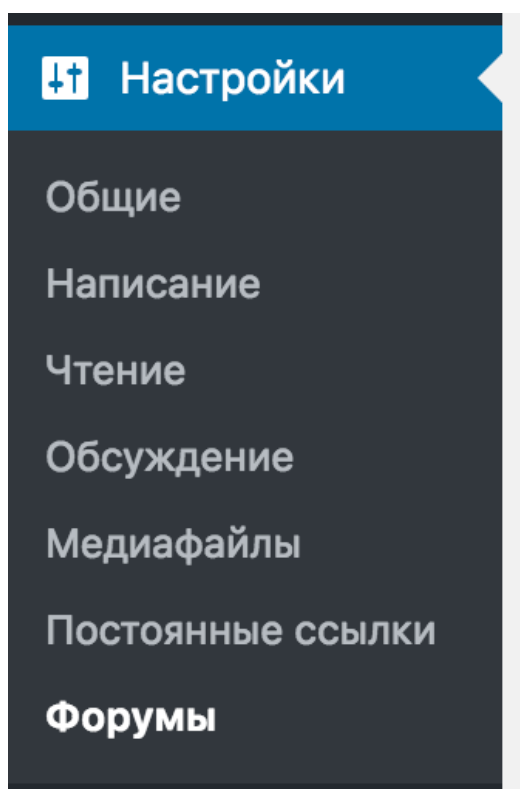 Настройки
Общие
Написание
Чтение
Обсуждение
Медиафайлы
Постоянные ссылки
Форумы